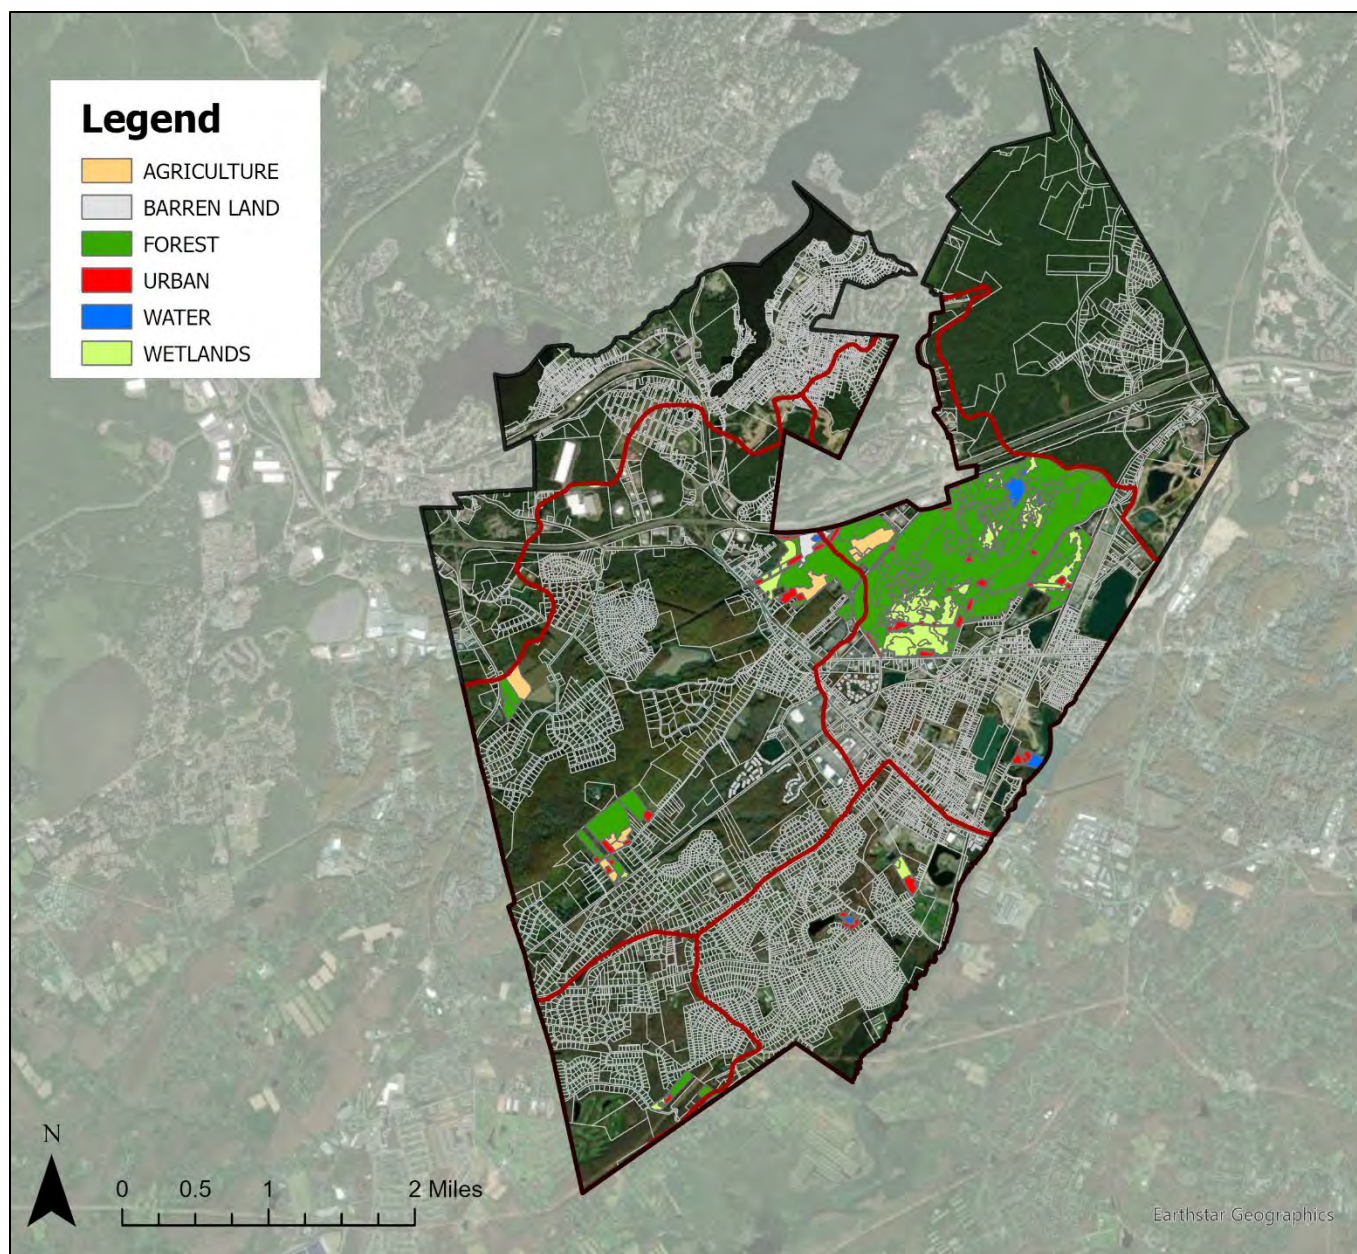 Legend
AGRICULTURE
BARREN LAND
FOREST
URBAN
WATER
WETLANDS
N
0 0.5 1 2 Miles
Earthstar Geographics